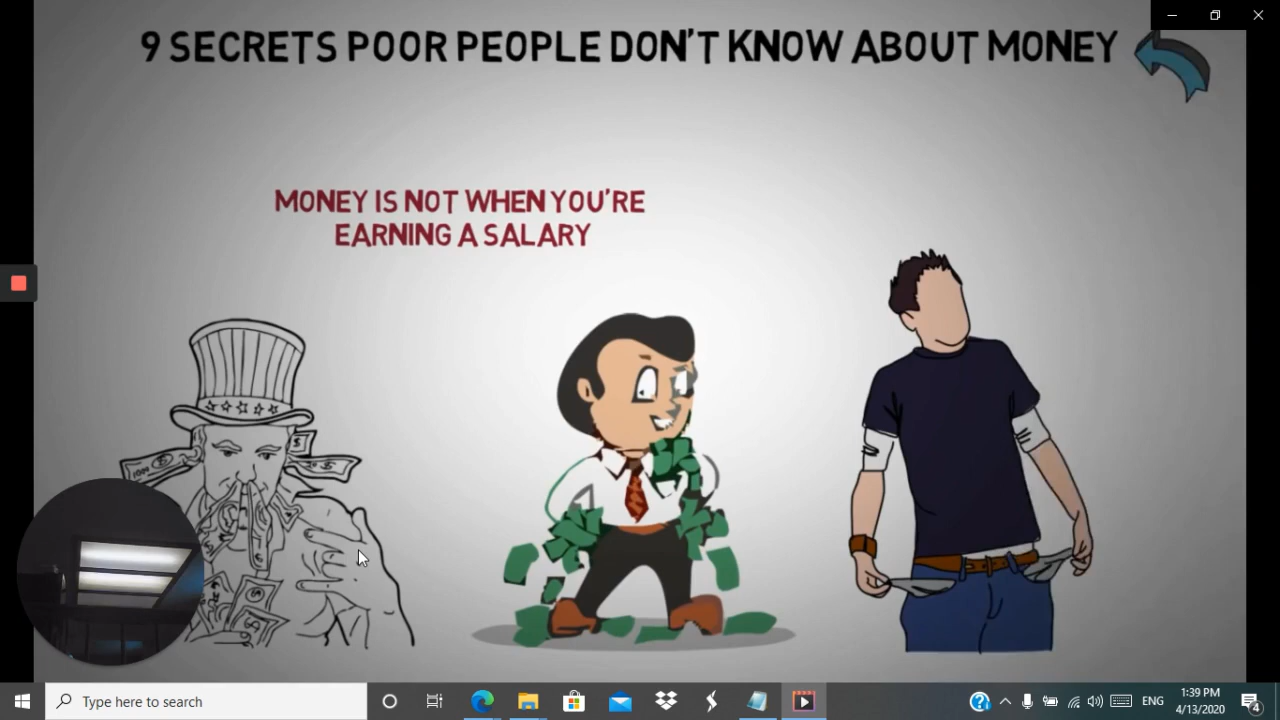 9 SECRETS POOR PEOPLE DON'T KNOW ABOUT MONEY
MONEY IS NOT WHEN YOU'RE
EARNING A SALARY
Type here to search
ENG
1:39 PM
4/13/2020
4